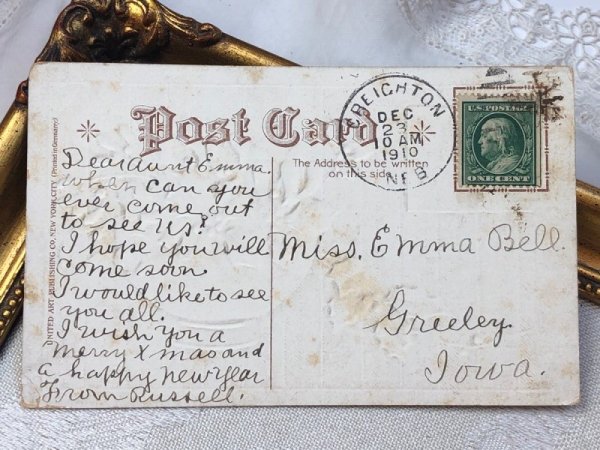 Post Card
The Address to be written
on this side
CREIGHTON
DEC
23
10 AM
1910
NEB
U.S. POSTAGE
ONE CENT
UNITED ART PUBLISHING CO. NEW YORK CITY (Printed in Germany)
Dear Aunt Emma.
when can you
ever come out
to see us?
I hope you will
come soon
I would like to see
you all.
I wish you a
merry Xmas and
a happy new year
From Russell.
Miss. Emma Bell.
Greeley.
Iowa.